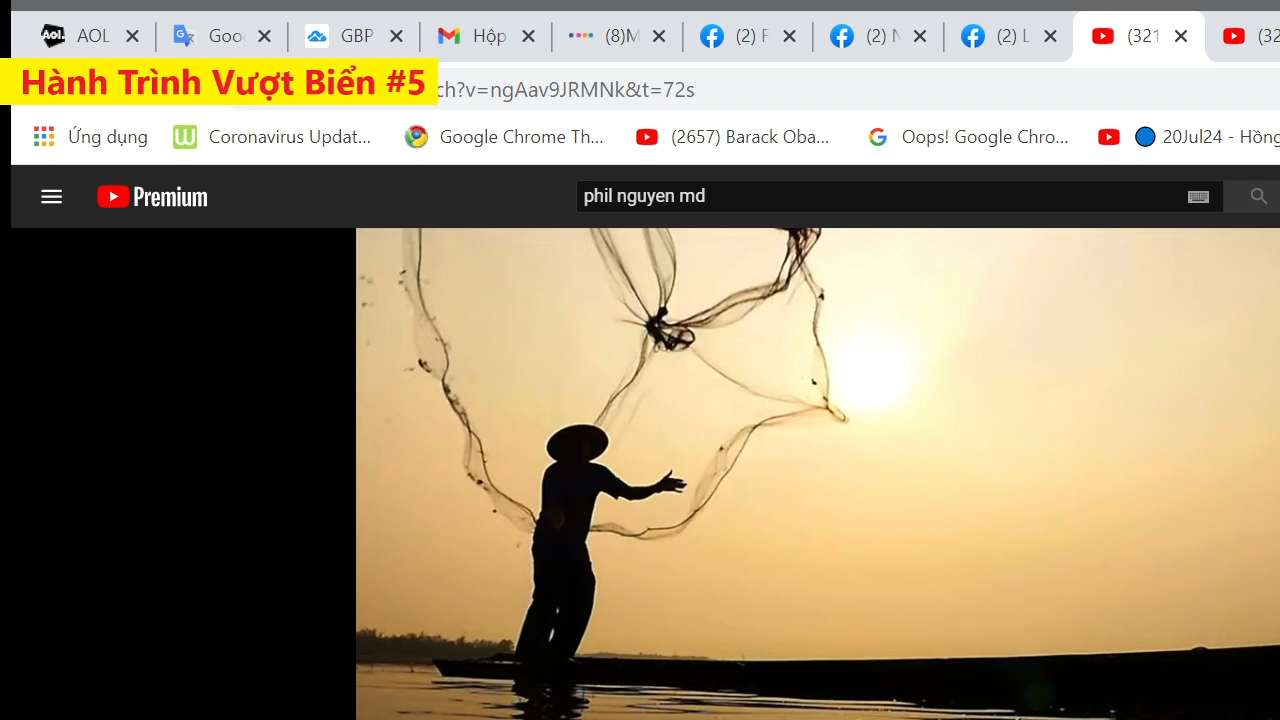 Aol. AOL Goo GBP Hộp (8)M (2) F (2) N (2) L (321 (32
Hành Trình Vượt Biển #5
ch?v=ngAav9JRMNk&t=72s
Ứng dụng Coronavirus Updat... Google Chrome Th... (2657) Barack Oba... Oops! Google Chro... 20Jul24 - Hồng
Premium phil nguyen md